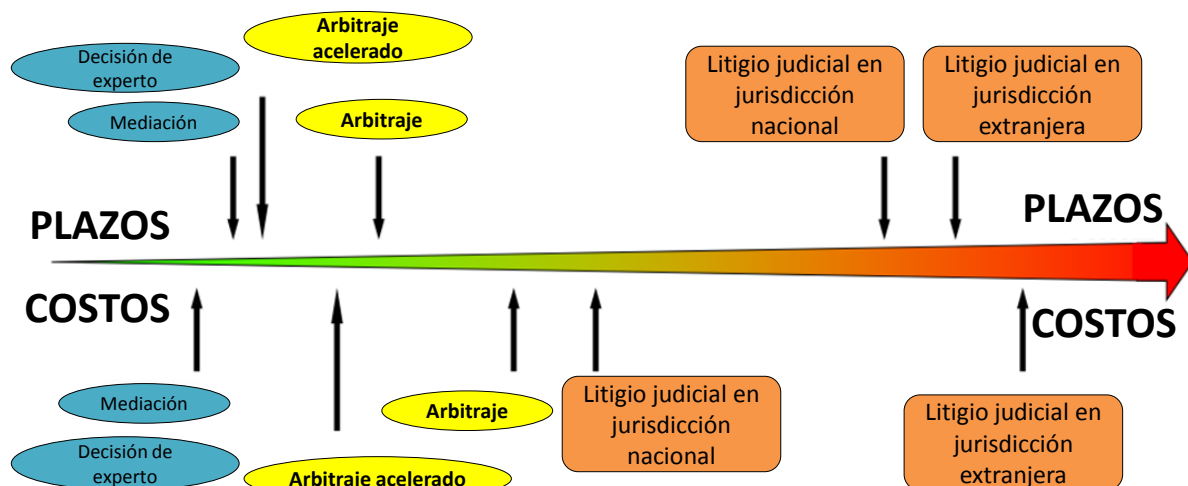 Decisión de
experto
Mediación
Arbitraje
acelerado
Arbitraje
Litigio judicial en
jurisdicción
nacional
Litigio judicial en
jurisdicción
extranjera
PLAZOS
PLAZOS
COSTOS
COSTOS
Mediación
Decisión de
experto
Arbitraje acelerado
Arbitraje
Litigio judicial en
jurisdicción
nacional
Litigio judicial en
jurisdicción
extranjera